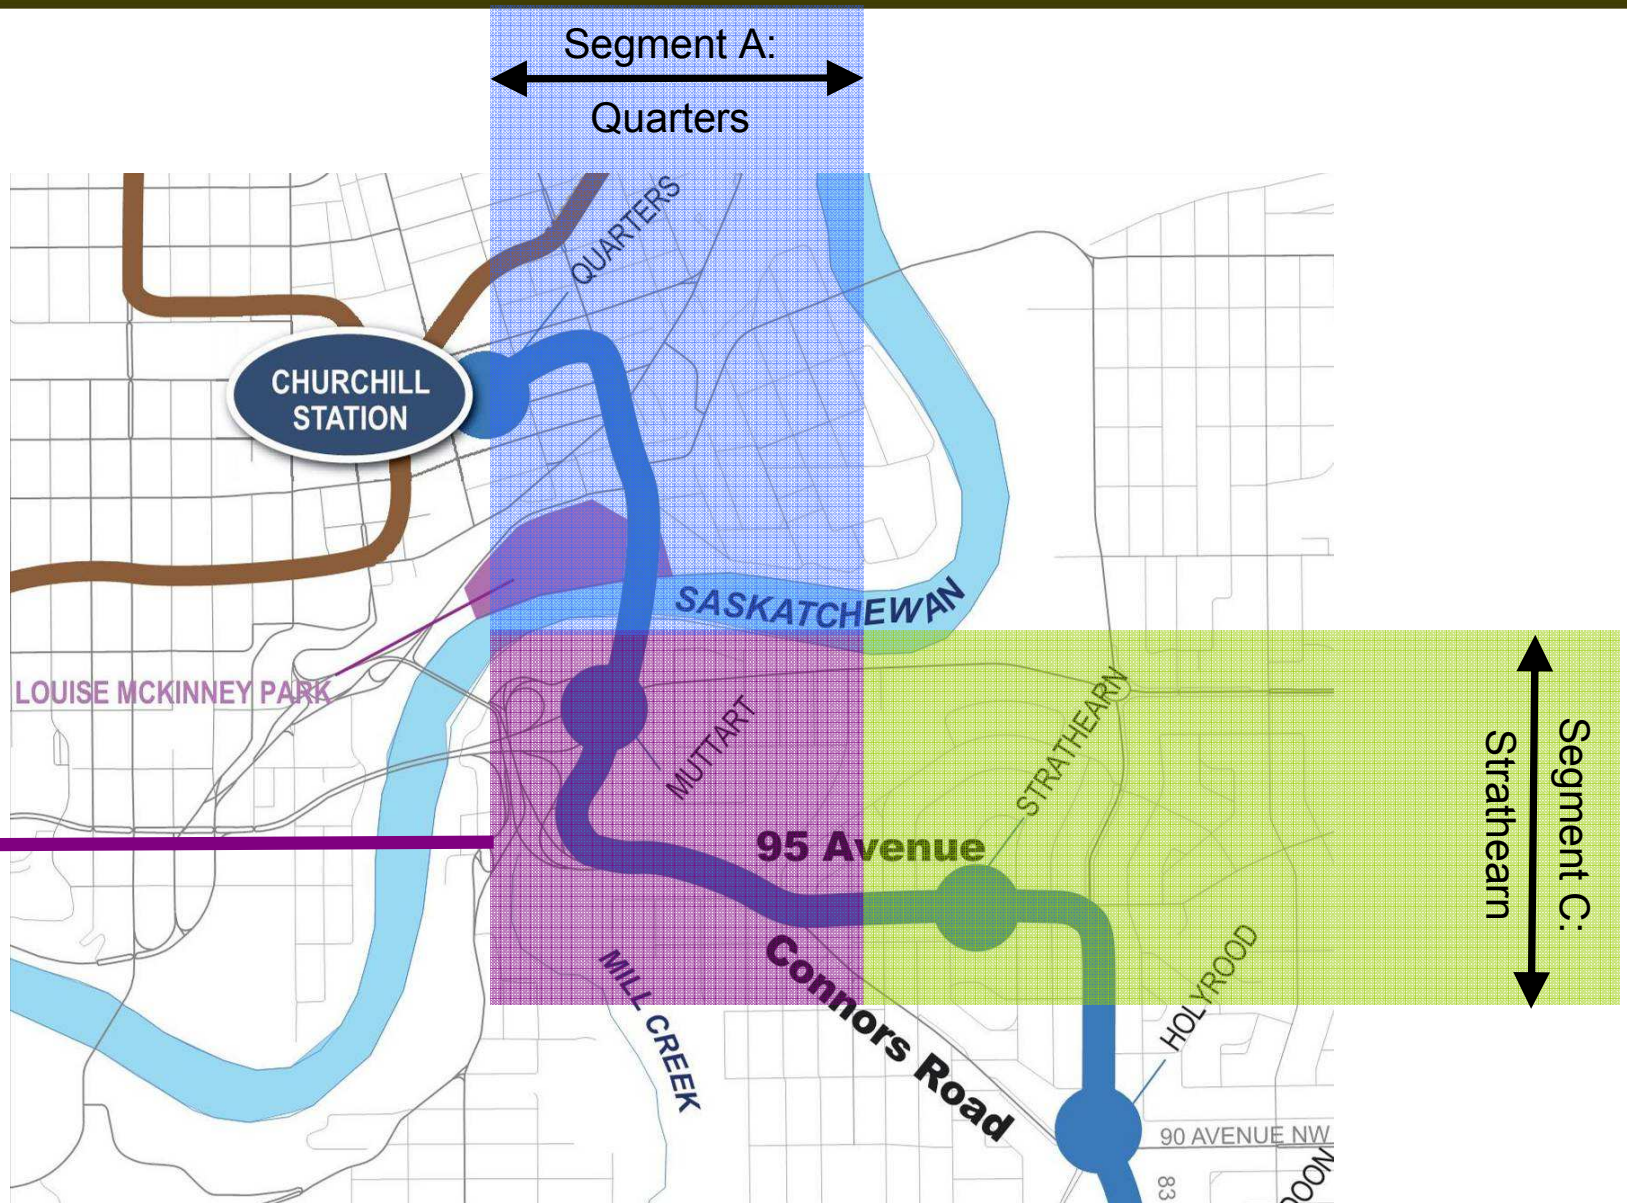 Segment A:
Quarters
QUARTERS
CHURCHILL
STATION
SASKATCHEWAN
LOUISE MCKINNEY PARK
MUTTART
STRATHEARN
Segment C:
Strathearn
95 Avenue
Connors Road
MILL CREEK
HOLYROOD
90 AVENUE NW
83